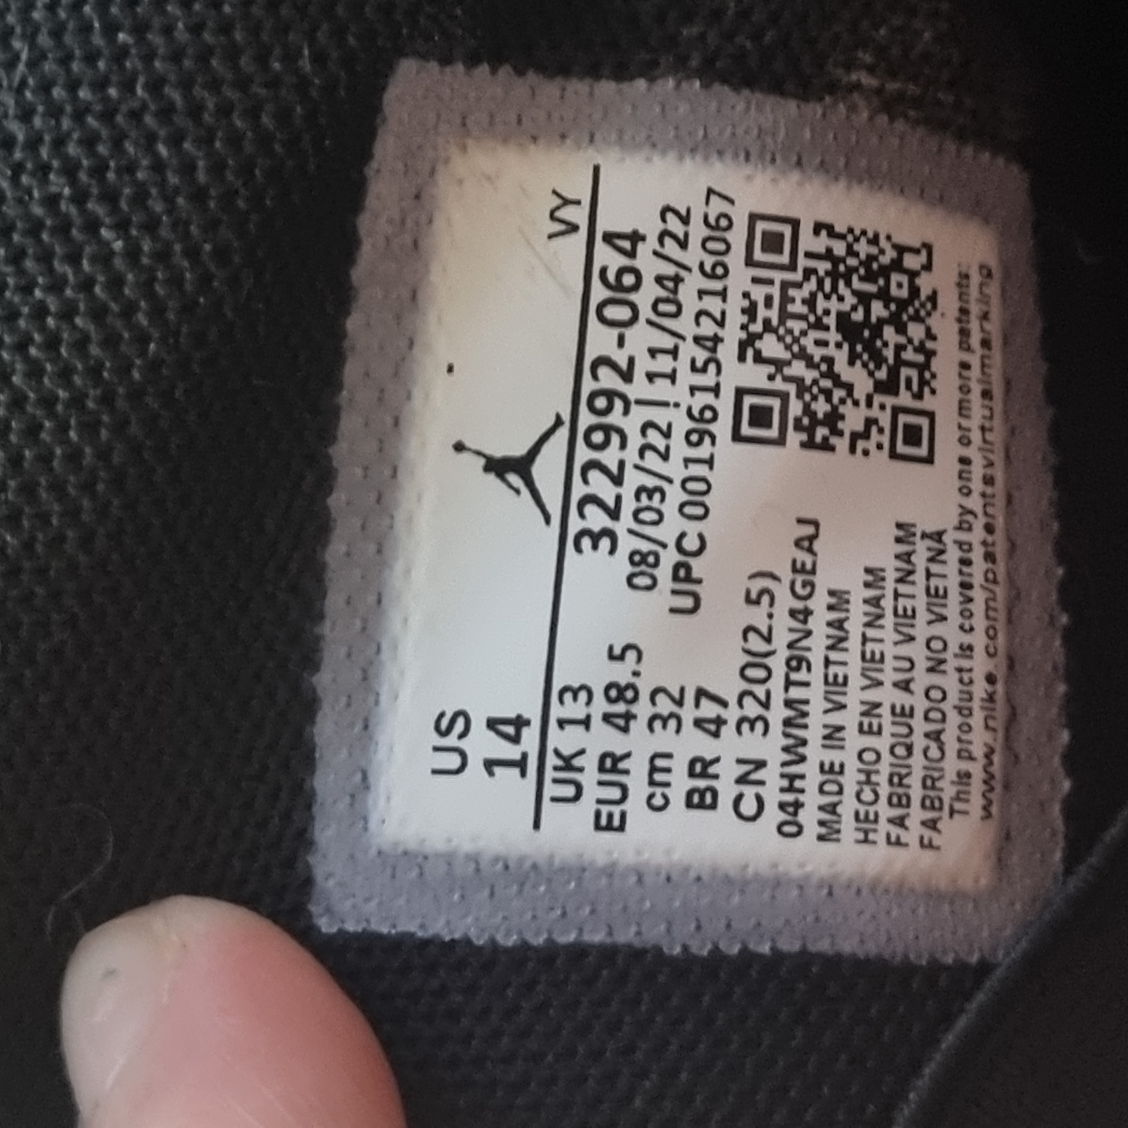 US
14
VY
UK 13
322992-064
EUR 48.5
08/03/22 | 11/04/22
cm 32
UPC 00196154216067
BR 47
CN 320(2.5)
04HWMT9N4GEAJ
MADE IN VIETNAM
HECHO EN VIETNAM
FABRIQUE AU VIETNAM
FABRICADO NO VIETNÃ
This product is covered by one or more patents:
www.nike.com/patentsvirtualmarking